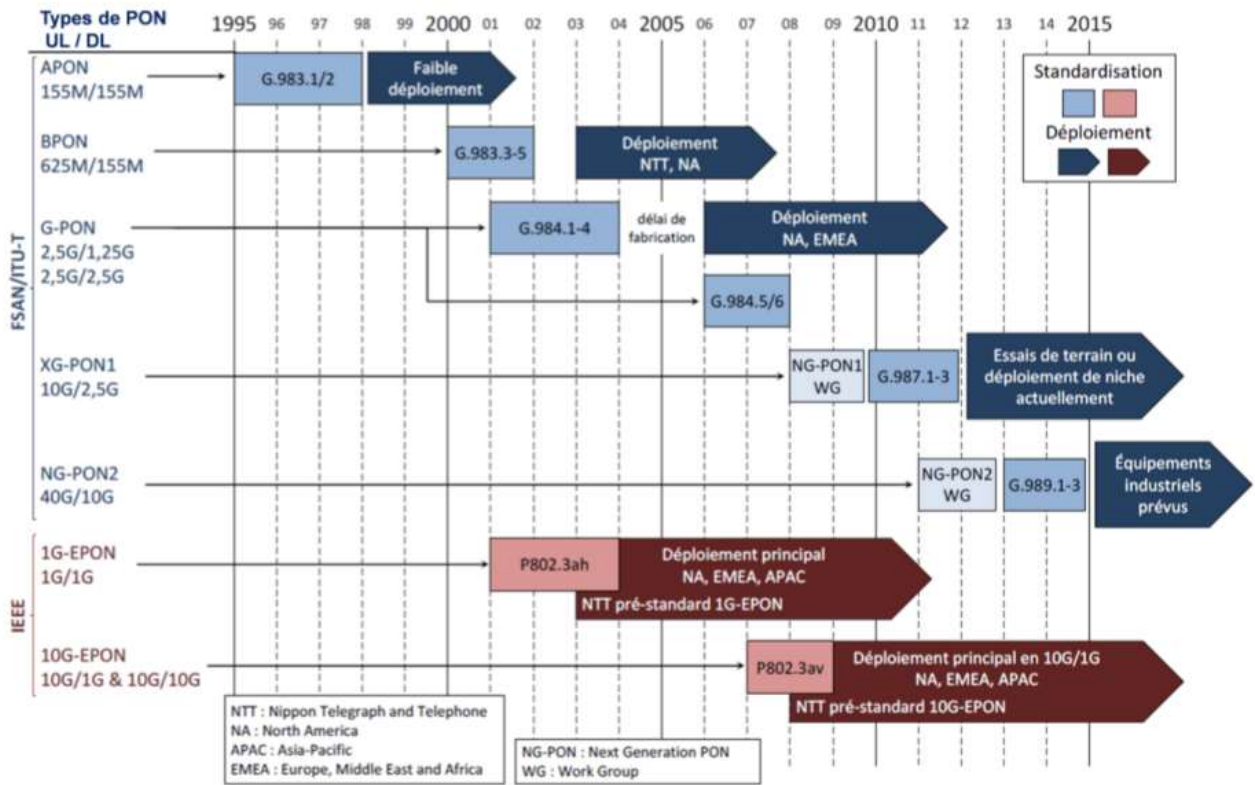 Types de PON
UL / DL
1995 96 97 98 99 2000 01 02 03 04 2005 06 07 08 09 2010 11 12 13 14 2015
Standardisation
Déploiement
FSAN/ITU-T
APON
155M/155M
G.983.1/2
Faible
déploiement
BPON
625M/155M
G.983.3-5
Déploiement
NTT, NA
G-PON
2,5G/1,25G
2,5G/2,5G
G.984.1-4
délai de
fabrication
Déploiement
NA, EMEA
G.984.5/6
XG-PON1
10G/2,5G
NG-PON1
WG
G.987.1-3
Essais de terrain ou
déploiement de niche
actuellement
NG-PON2
40G/10G
NG-PON2
WG
G.989.1-3
Équipements
industriels
prévus
IEEE
1G-EPON
1G/1G
P802.3ah
Déploiement principal
NA, EMEA, APAC
NTT pré-standard 1G-EPON
10G-EPON
10G/1G & 10G/10G
P802.3av
Déploiement principal en 10G/1G
NA, EMEA, APAC
NTT pré-standard 10G-EPON
NTT : Nippon Telegraph and Telephone
NA : North America
APAC : Asia-Pacific
EMEA : Europe, Middle East and Africa
NG-PON : Next Generation PON
WG : Work Group